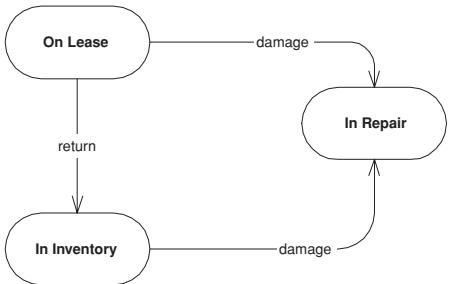 On Lease
damage
In Repair
return
In Inventory
damage